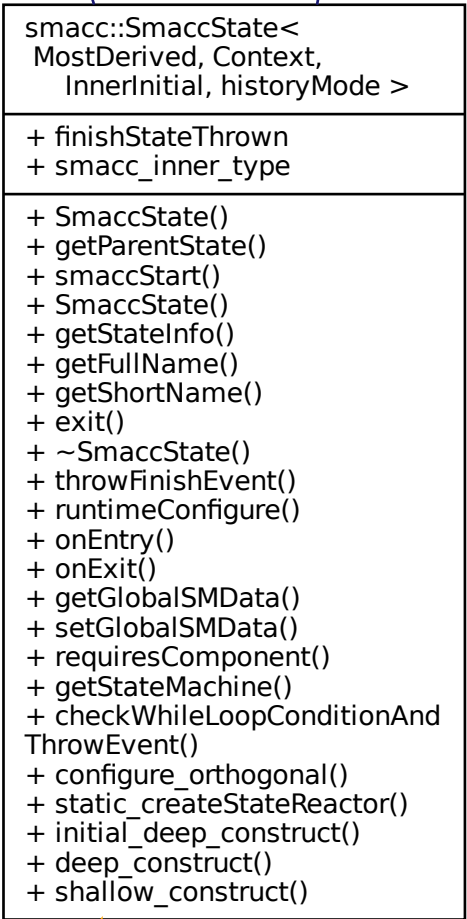 smacc::SmaccState<
MostDerived, Context,
InnerInitial, historyMode >
+ finishStateThrown
+ smacc_inner_type
+ SmaccState()
+ getParentState()
+ smaccStart()
+ SmaccState()
+ getStateInfo()
+ getFullName()
+ getShortName()
+ exit()
+ ~SmaccState()
+ throwFinishEvent()
+ runtimeConfigure()
+ onEntry()
+ onExit()
+ getGlobalSMData()
+ setGlobalSMData()
+ requiresComponent()
+ getStateMachine()
+ checkWhileLoopConditionAnd
ThrowEvent()
+ configure_orthogonal()
+ static_createStateReactor()
+ initial_deep_construct()
+ deep_construct()
+ shallow_construct()